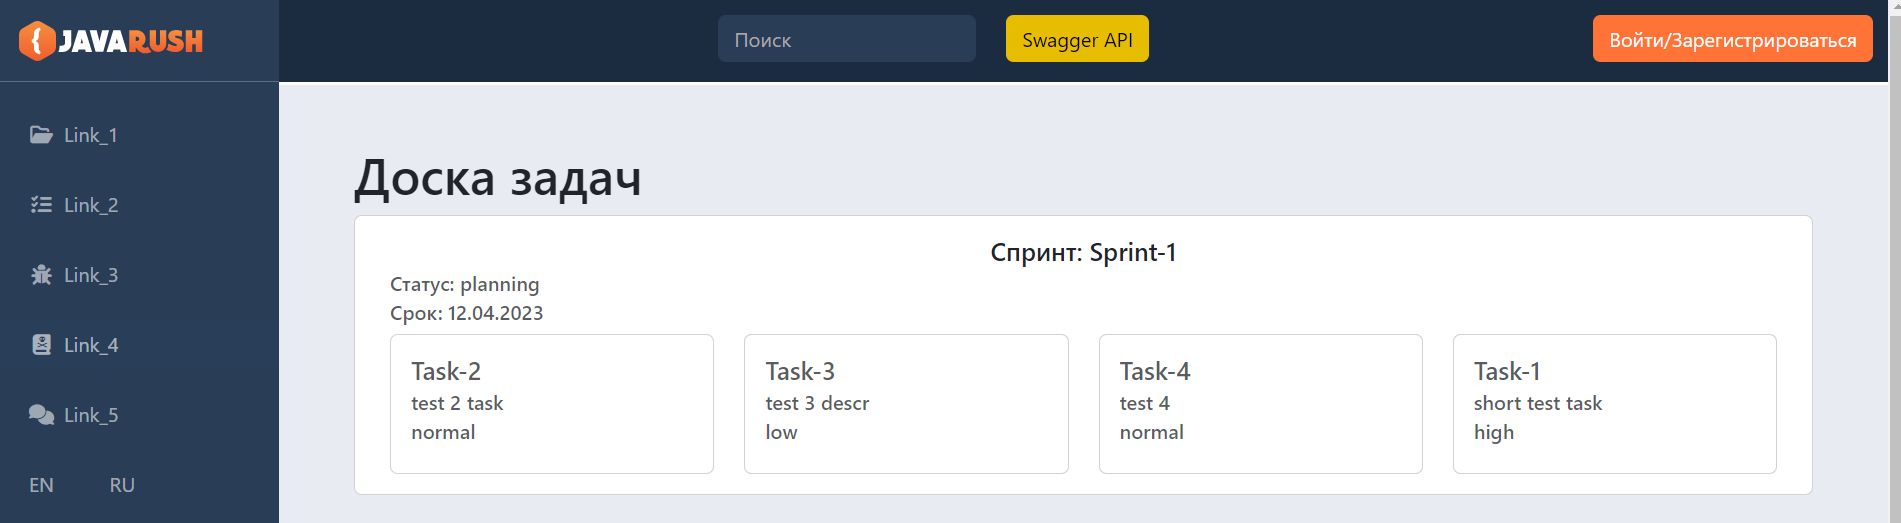 JAVARUSH
Поиск
Swagger API
Войти/Зарегистрироваться
Link_1
Link_2
Link_3
Link_4
Link_5
EN
RU
Доска задач
Спринт: Sprint-1
Статус: planning
Срок: 12.04.2023
Task-2
test 2 task
normal
Task-3
test 3 descr
low
Task-4
test 4
normal
Task-1
short test task
high